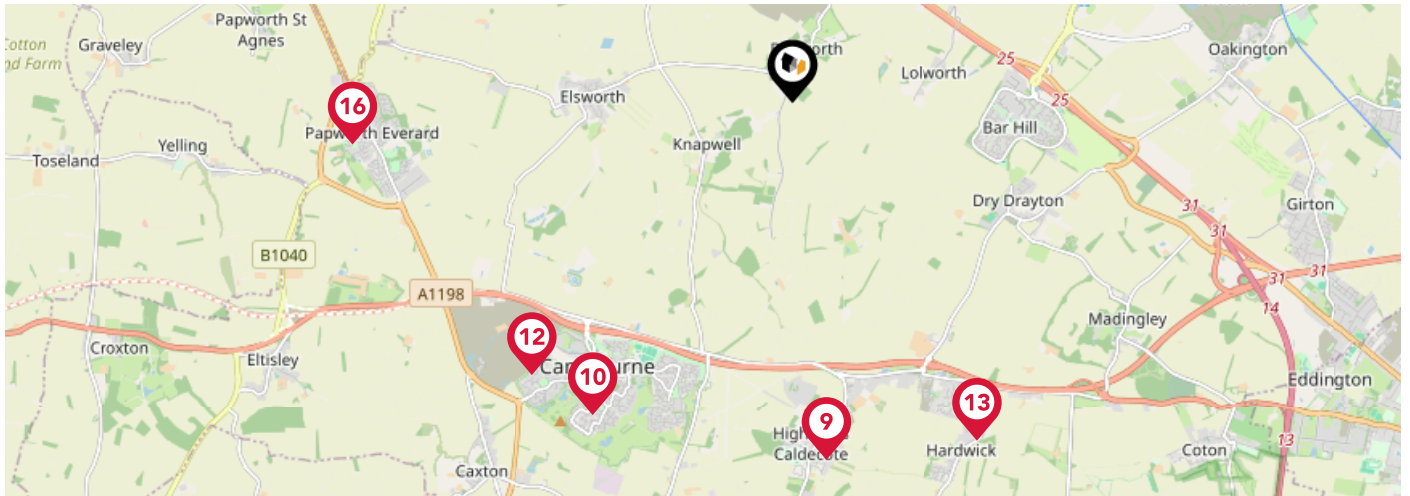 Papworth St
Agnes
Graveley
Cotton
nd Farm
Oakington
25
Lolworth
16
Elsworth
25
Bar Hill
Papworth Everard
Knapwell
Yelling
Toseland
Dry Drayton
Girton
31
31
B1040
31
31
A1198
14
Madingley
12
Croxton
Eltisley
10
Eddington
13
9
13
Caldecote
Hardwick
Coton
Caxton